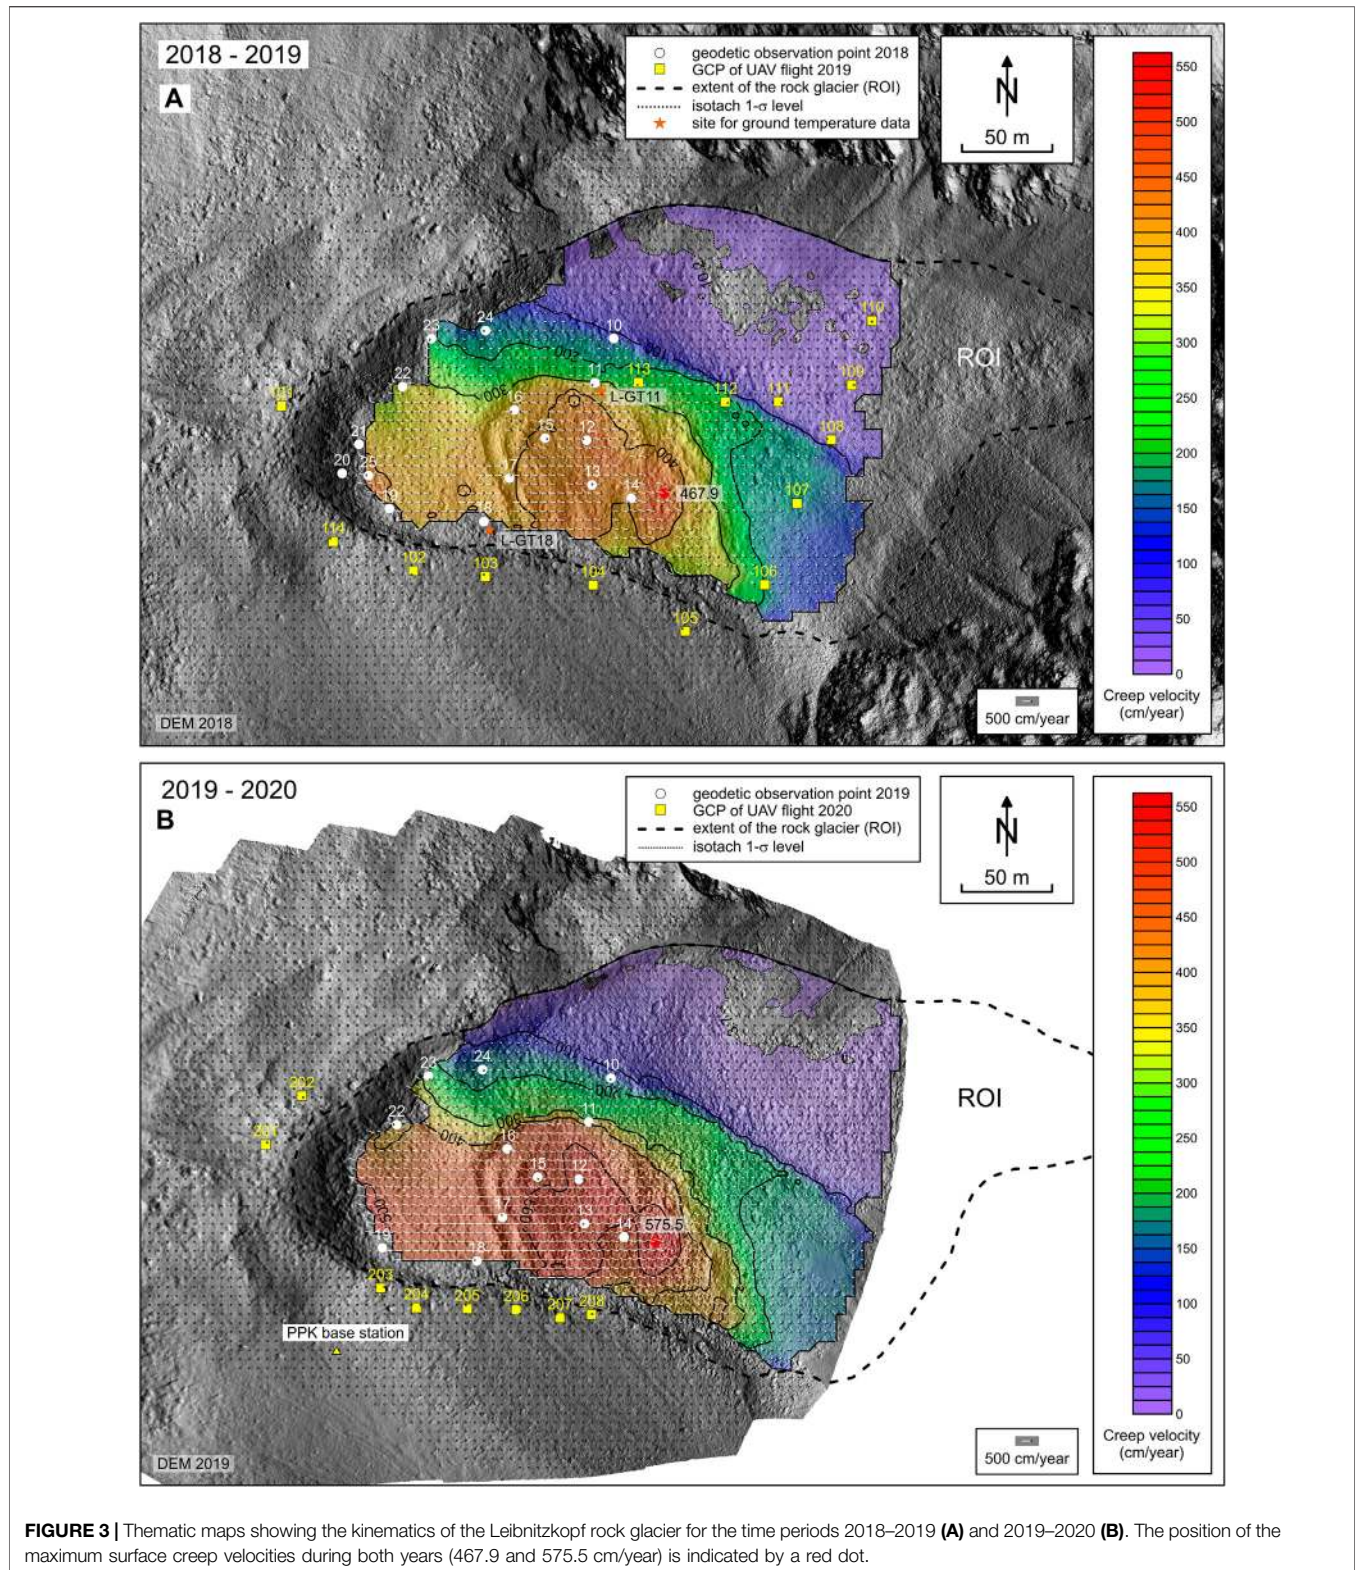 2018 - 2019
A
geodetic observation point 2018
GCP of UAV flight 2019
extent of the rock glacier (ROI)
isotach 1-σ level
site for ground temperature data
N
50 m
550
500
450
400
350
300
250
200
150
100
50
0
Creep velocity
(cm/year)
500 cm/year
ROI
110
109
108
107
106
105
104
103
102
114
111
112
113
10
11
12
13
14
15
16
17
18
19
20
21
22
23
24
25
200
300
400
L-GT11
L-GT18
467.9
DEM 2018
2019 - 2020
B
geodetic observation point 2019
GCP of UAV flight 2020
extent of the rock glacier (ROI)
isotach 1-σ level
N
50 m
550
500
450
400
350
300
250
200
150
100
50
0
Creep velocity
(cm/year)
500 cm/year
ROI
23
24
10
100
200
300
400
500
11
22
16
15
12
17
13
14
575.5
19
18
202
201
203
204
205
206
207
208
PPK base station
DEM 2019
FIGURE 3 | Thematic maps showing the kinematics of the Leibnitzkopf rock glacier for the time periods 2018–2019 (A) and 2019–2020 (B). The position of the
maximum surface creep velocities during both years (467.9 and 575.5 cm/year) is indicated by a red dot.